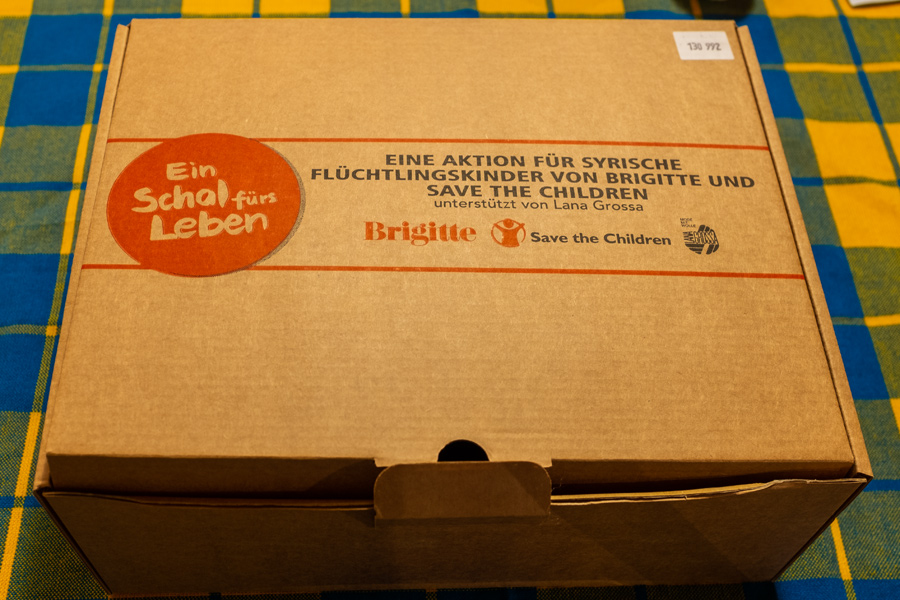 130 992
Ein
Schal fürs
Leben
EINE AKTION FÜR SYRISCHE
FLÜCHTLINGSKINDER VON BRIGITTE UND
SAVE THE CHILDREN
unterstützt von Lana Grossa
Brigitte
Save the Children